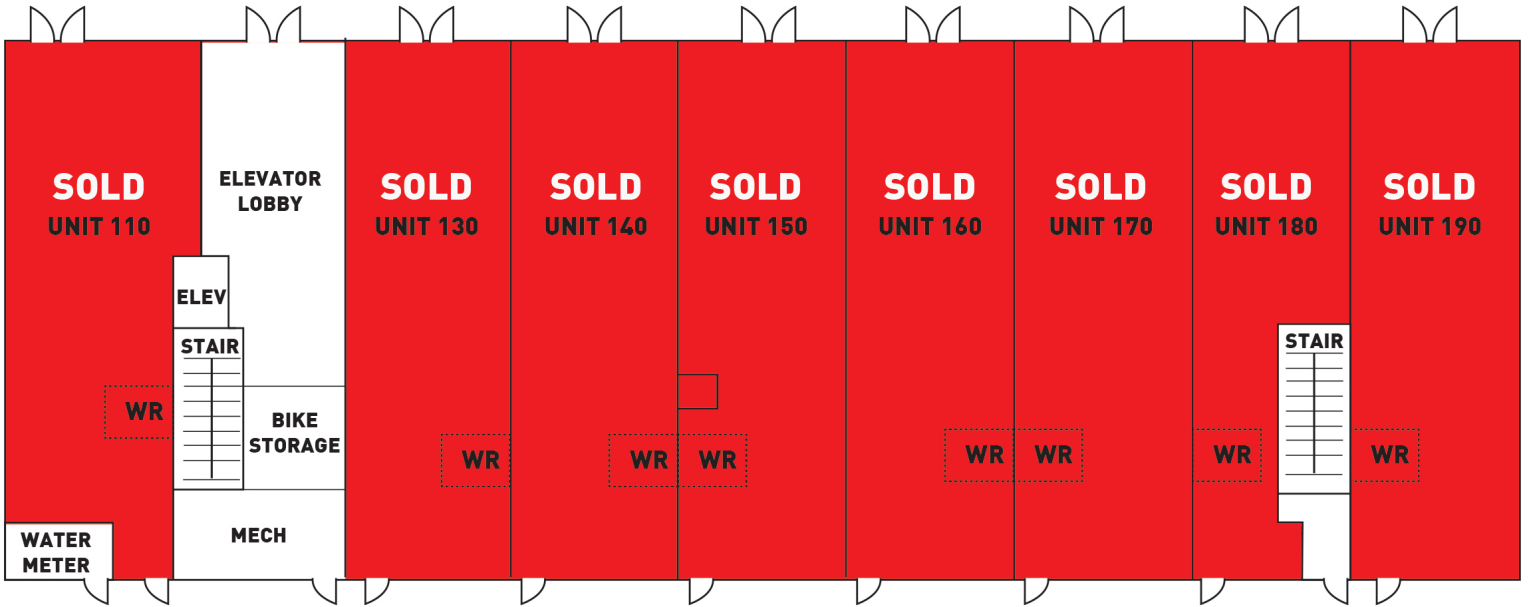 SOLD
UNIT 110
ELEVATOR
LOBBY
SOLD
UNIT 130
SOLD
UNIT 140
SOLD
UNIT 150
SOLD
UNIT 160
SOLD
UNIT 170
SOLD
UNIT 180
SOLD
UNIT 190
ELEV
STAIR
STAIR
WR
BIKE
STORAGE
WR
WR
WR
WR
WR
WR
WR
WATER
METER
MECH